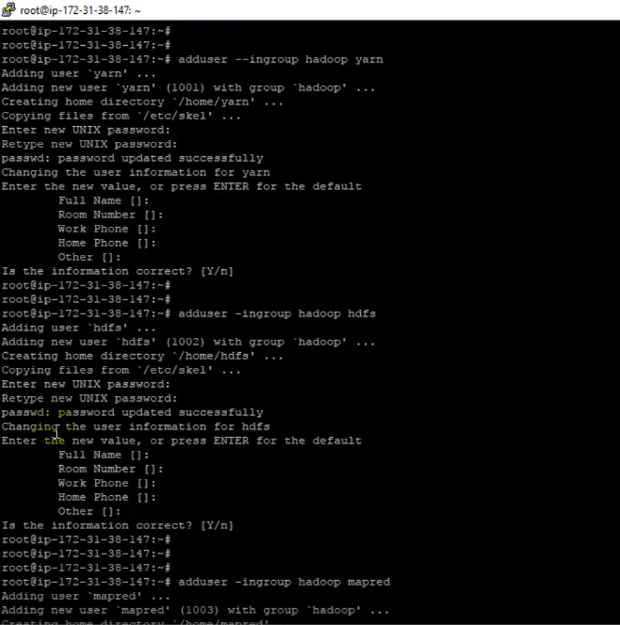 root@ip-172-31-38-147: ~
root@ip-172-31-38-147:~#
root@ip-172-31-38-147:~#
root@ip-172-31-38-147:~# adduser --ingroup hadoop yarn
Adding user `yarn' ...
Adding new user `yarn' (1001) with group `hadoop' ...
Creating home directory `/home/yarn' ...
Copying files from `/etc/skel' ...
Enter new UNIX password:
Retype new UNIX password:
passwd: password updated successfully
Changing the user information for yarn
Enter the new value, or press ENTER for the default
Full Name []:
Room Number []:
Work Phone []:
Home Phone []:
Other []:
Is the information correct? [Y/n]
root@ip-172-31-38-147:~#
root@ip-172-31-38-147:~#
root@ip-172-31-38-147:~# adduser -ingroup hadoop hdfs
Adding user `hdfs' ...
Adding new user `hdfs' (1002) with group `hadoop' ...
Creating home directory `/home/hdfs' ...
Copying files from `/etc/skel' ...
Enter new UNIX password:
Retype new UNIX password:
passwd: password updated successfully
Changing the user information for hdfs
Enter the new value, or press ENTER for the default
Full Name []:
Room Number []:
Work Phone []:
Home Phone []:
Other []:
Is the information correct? [Y/n]
root@ip-172-31-38-147:~#
root@ip-172-31-38-147:~#
root@ip-172-31-38-147:~#
root@ip-172-31-38-147:~# adduser -ingroup hadoop mapred
Adding user `mapred' ...
Adding new user `mapred' (1003) with group `hadoop' ...
Creating home directory `/home/mapred'